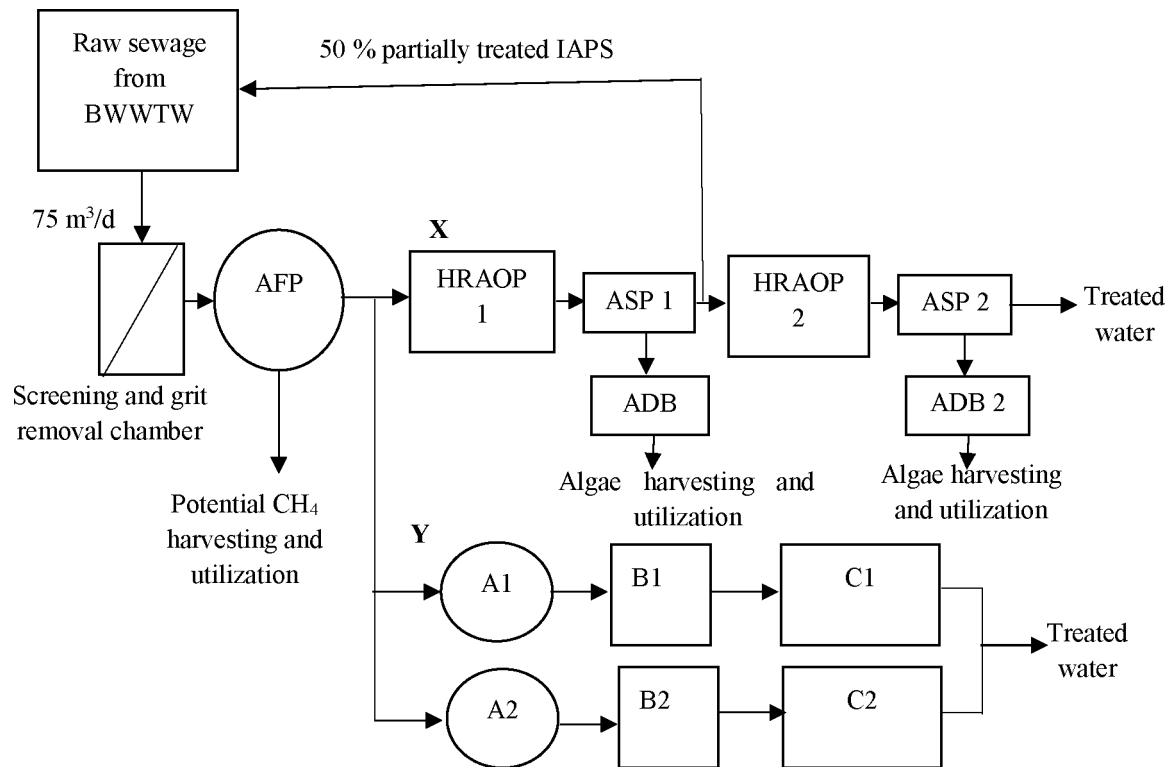 Raw sewage
from
BWWTW
50 % partially treated IAPS
75 m³/d
Screening and grit
removal chamber
AFP
Potential CH₄
harvesting and
utilization
X
HRAOP
1
ASP 1
HRAOP
2
ASP 2
Treated
water
ADB
Algae harvesting and
utilization
ADB 2
Algae harvesting
and utilization
Y
A1
B1
C1
A2
B2
C2
Treated
water